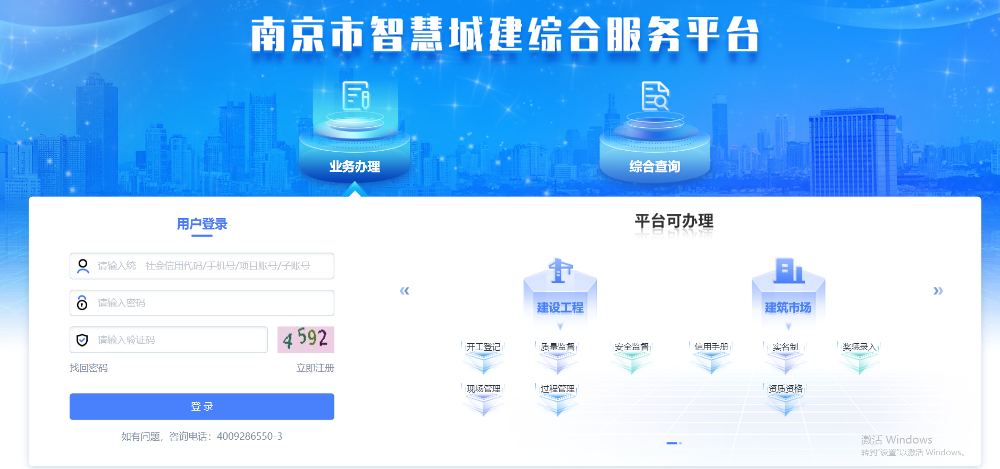 南京市智慧城建综合服务平台
业务办理
综合查询
用户登录
请输入统一社会信用代码/手机号/项目账号/子账号
请输入密码
请输入验证码
4592
找回密码
立即注册
登 录
如有问题，咨询电话：4009286550-3
平台可办理
«
建设工程
建筑市场
»
开工登记
质量监督
安全监督
信用手册
实名制
奖惩录入
现场管理
过程管理
资质资格
激活 Windows
转到"设置"以激活 Windows。